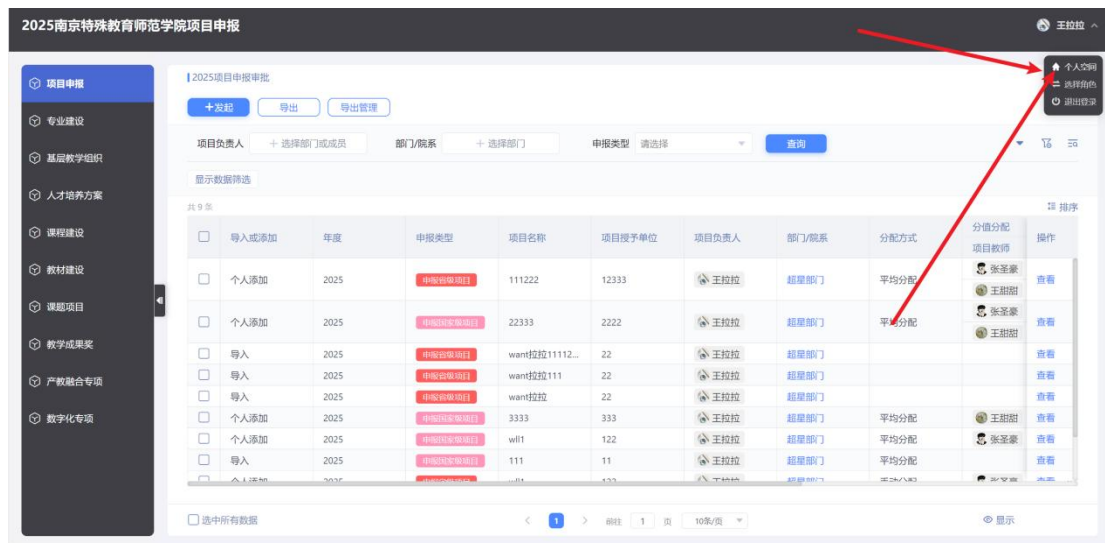 2025南京特殊教育师范学院项目申报
王拉拉
个人空间
选择角色
退出登录
项目申报
专业建设
基层教学组织
人才培养方案
课程建设
教材建设
课题项目
教学成果奖
产教融合专项
数字化专项
2025项目申报审批
+发起 导出 导出管理
项目负责人 + 选择部门或成员 部门/院系 + 选择部门 申报类型 请选择 查询
显示数据筛选
共 9 条 排序
导入或添加 年度 申报类型 项目名称 项目授予单位 项目负责人 部门/院系 分配方式 分值分配 项目教师 操作
个人添加 2025 申报省级项目 111222 12333 王拉拉 超星部门 平均分配 张圣豪 王甜甜 查看
个人添加 2025 申报国家级项目 22333 2222 王拉拉 超星部门 平均分配 张圣豪 王甜甜 查看
导入 2025 申报省级项目 want拉拉11112... 22 王拉拉 超星部门 查看
导入 2025 申报省级项目 want拉拉111 22 王拉拉 超星部门 查看
导入 2025 申报省级项目 want拉拉 22 王拉拉 超星部门 查看
个人添加 2025 申报国家级项目 3333 333 王拉拉 超星部门 平均分配 王甜甜 查看
个人添加 2025 申报国家级项目 wll1 122 王拉拉 超星部门 平均分配 张圣豪 查看
导入 2025 申报国家级项目 111 11 王拉拉 超星部门 平均分配 查看
选中所有数据 < 1 > 前往 1 页 10条/页 显示